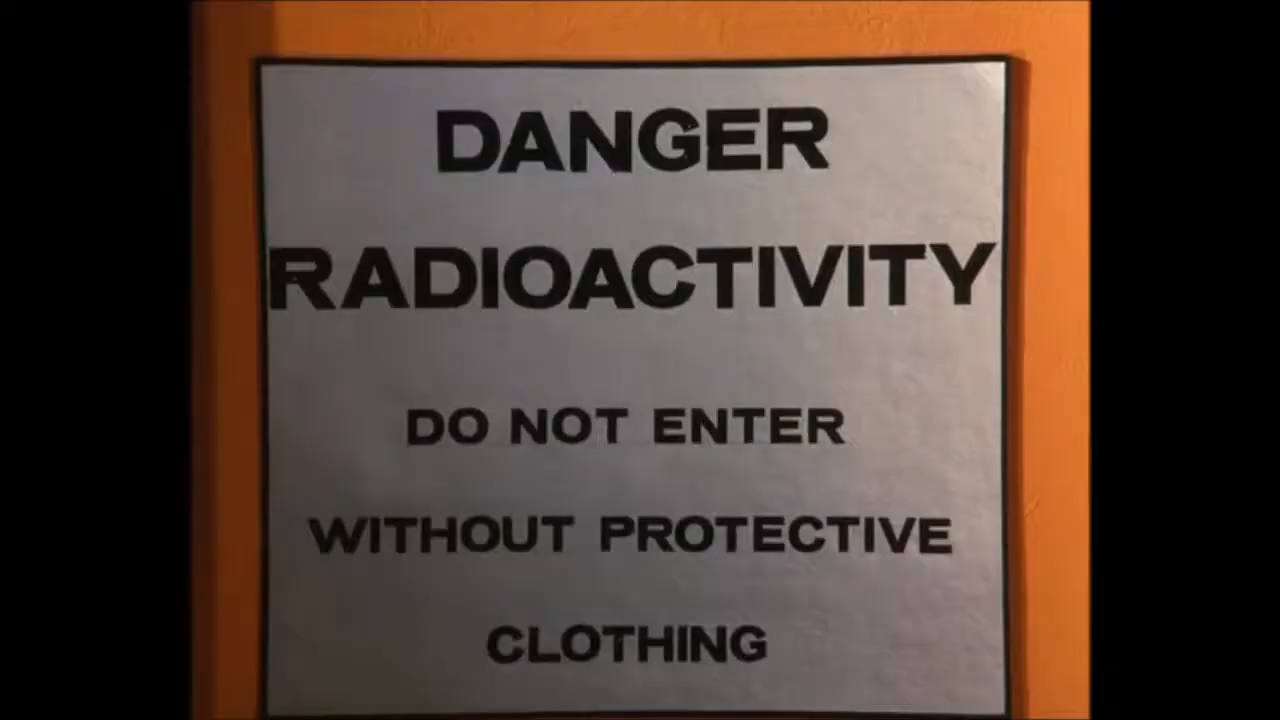 DANGER
RADIOACTIVITY
DO NOT ENTER
WITHOUT PROTECTIVE
CLOTHING